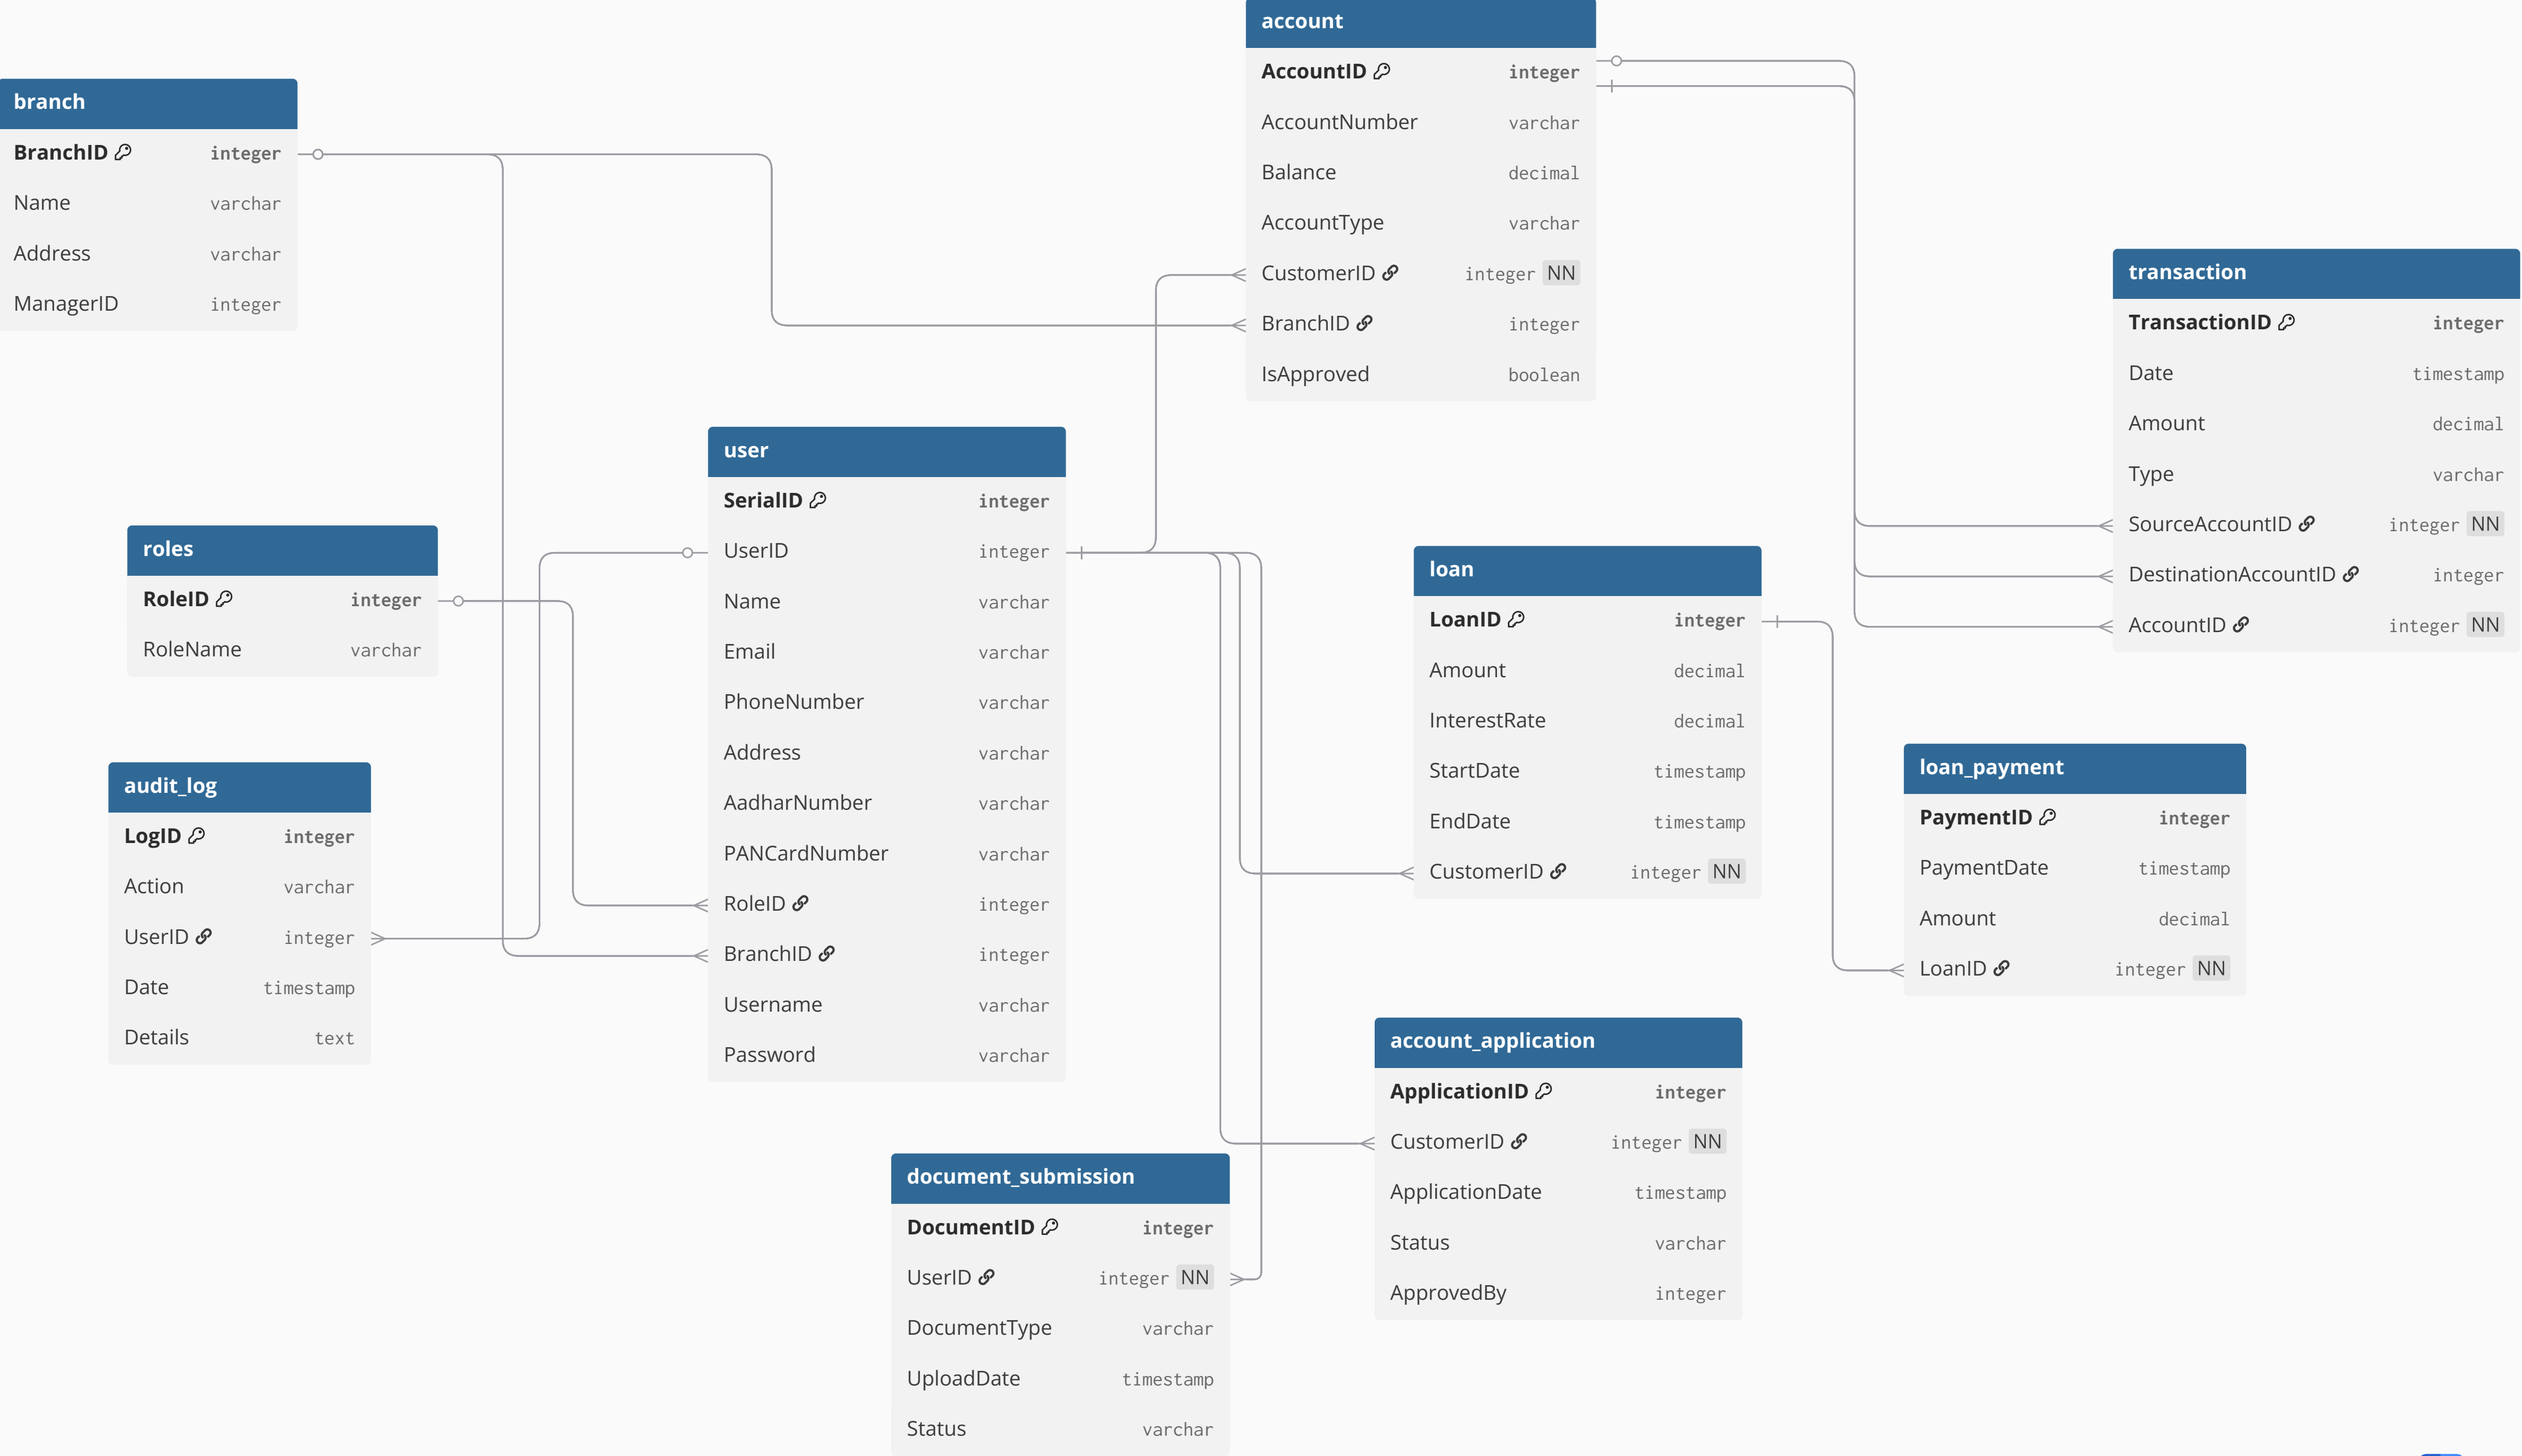 account
AccountID integer
AccountNumber varchar
Balance decimal
AccountType varchar
CustomerID integer NN
BranchID integer
IsApproved boolean
branch
BranchID integer
Name varchar
Address varchar
ManagerID integer
transaction
TransactionID integer
Date timestamp
Amount decimal
Type varchar
SourceAccountID integer NN
DestinationAccountID integer
AccountID integer NN
user
SerialID integer
UserID integer
Name varchar
Email varchar
PhoneNumber varchar
Address varchar
AadharNumber varchar
PANCardNumber varchar
RoleID integer
BranchID integer
Username varchar
Password varchar
roles
RoleID integer
RoleName varchar
loan
LoanID integer
Amount decimal
InterestRate decimal
StartDate timestamp
EndDate timestamp
CustomerID integer NN
audit_log
LogID integer
Action varchar
UserID integer
Date timestamp
Details text
loan_payment
PaymentID integer
PaymentDate timestamp
Amount decimal
LoanID integer NN
account_application
ApplicationID integer
CustomerID integer NN
ApplicationDate timestamp
Status varchar
ApprovedBy integer
document_submission
DocumentID integer
UserID integer NN
DocumentType varchar
UploadDate timestamp
Status varchar